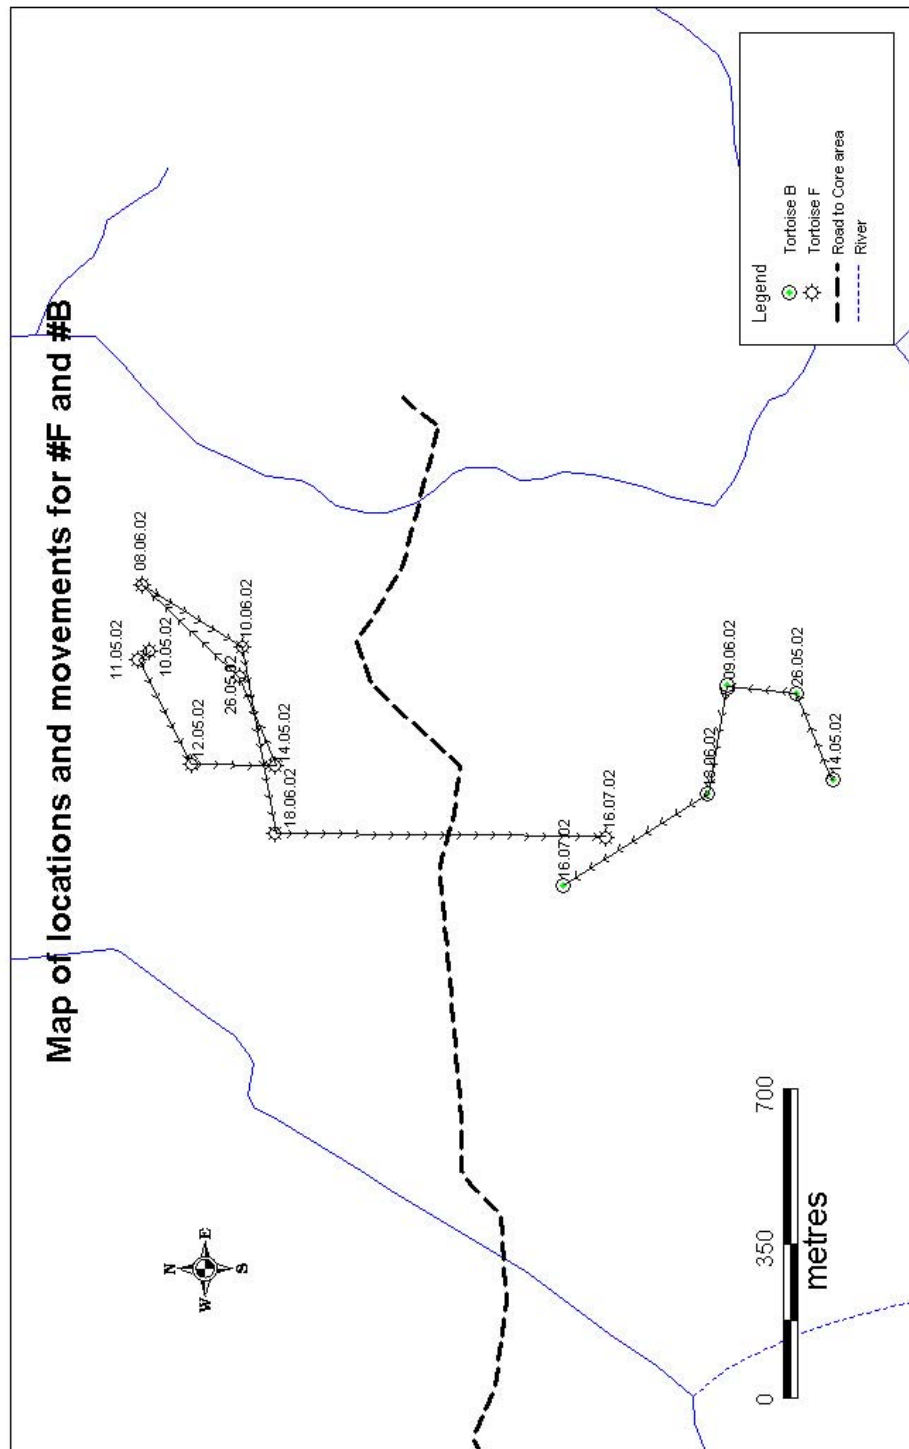 Map of locations and movements for #F and #B
11.05.02
08.06.02
10.05.02
N
W
E
S
12.05.02
26.05.02
10.06.02
14.05.02
18.06.02
16.07.02
16.07.02
18.06.02
09.06.02
26.05.02
14.05.02
0 350 700
metres
Legend
Tortoise B
Tortoise F
Road to Core area
River